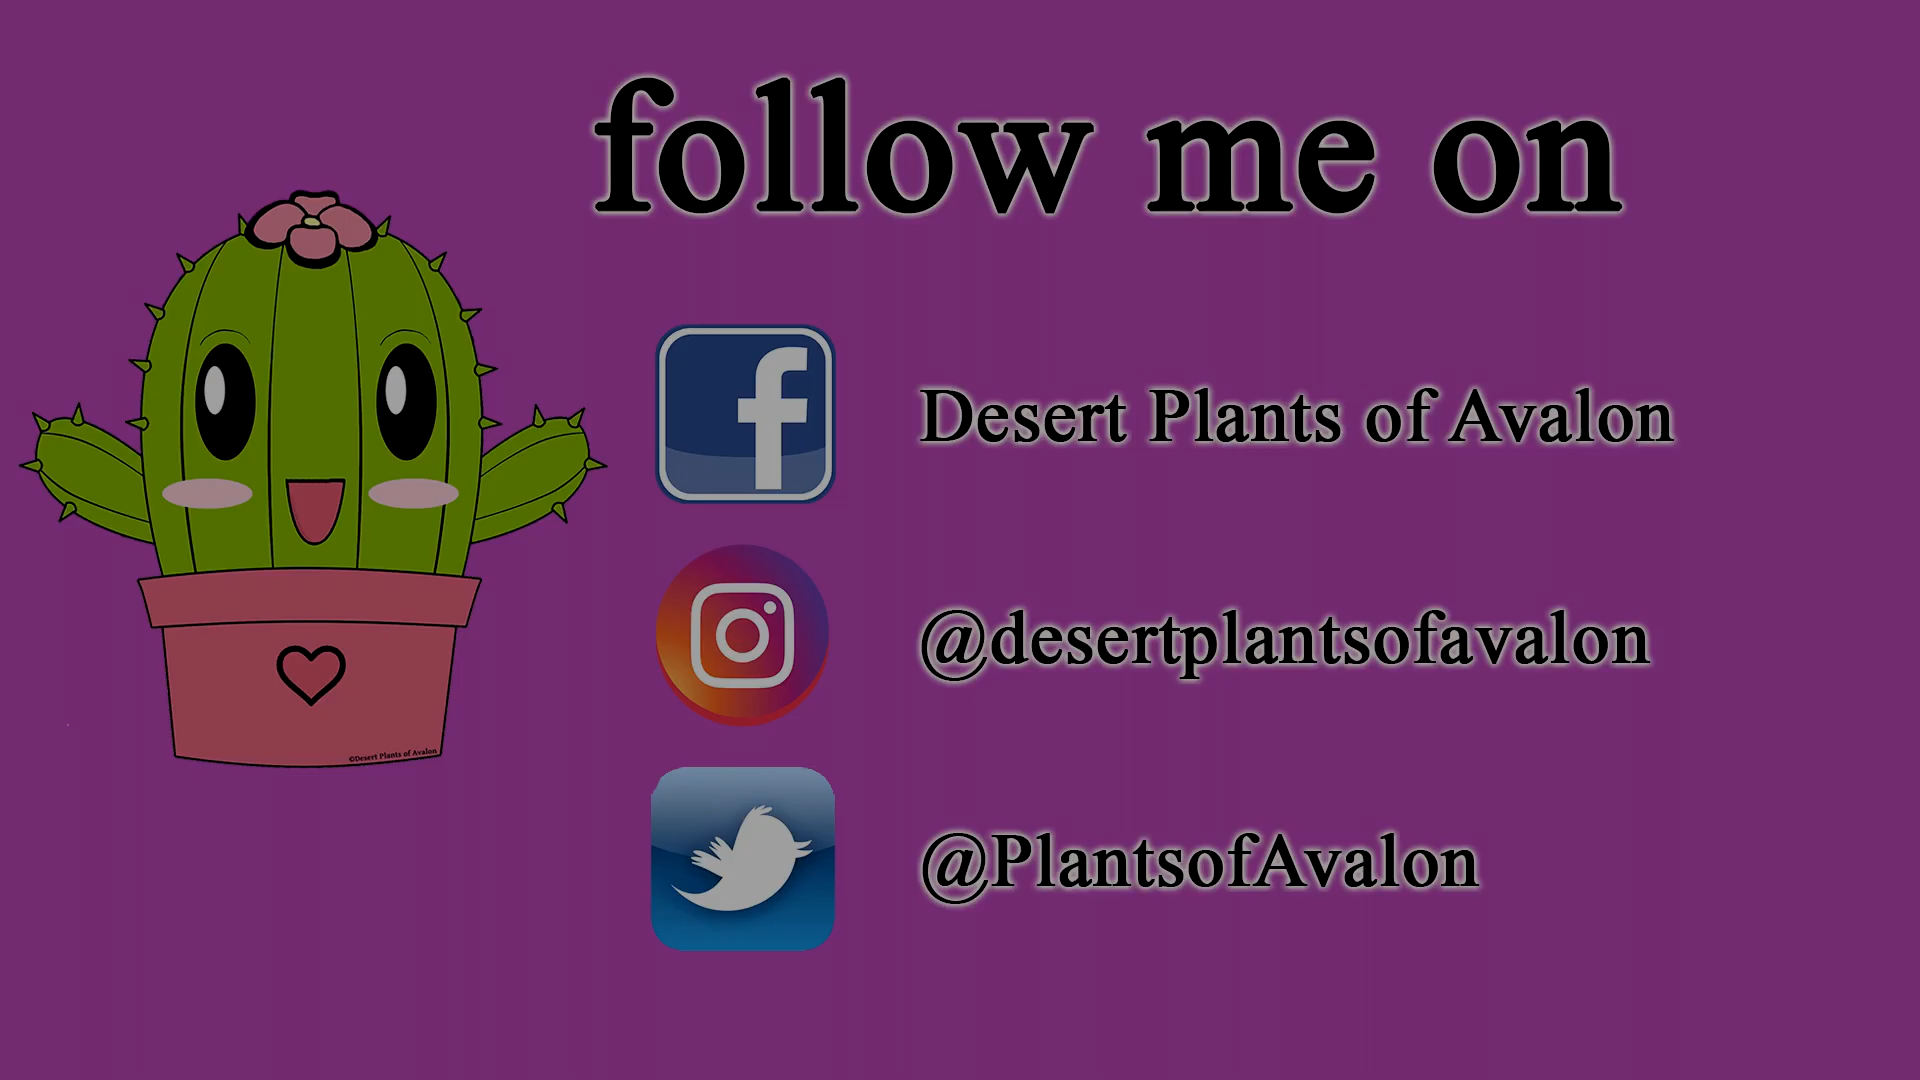 follow me on
Desert Plants of Avalon
@desertplantsofavalon
@PlantsofAvalon
©Desert Plants of Avalon